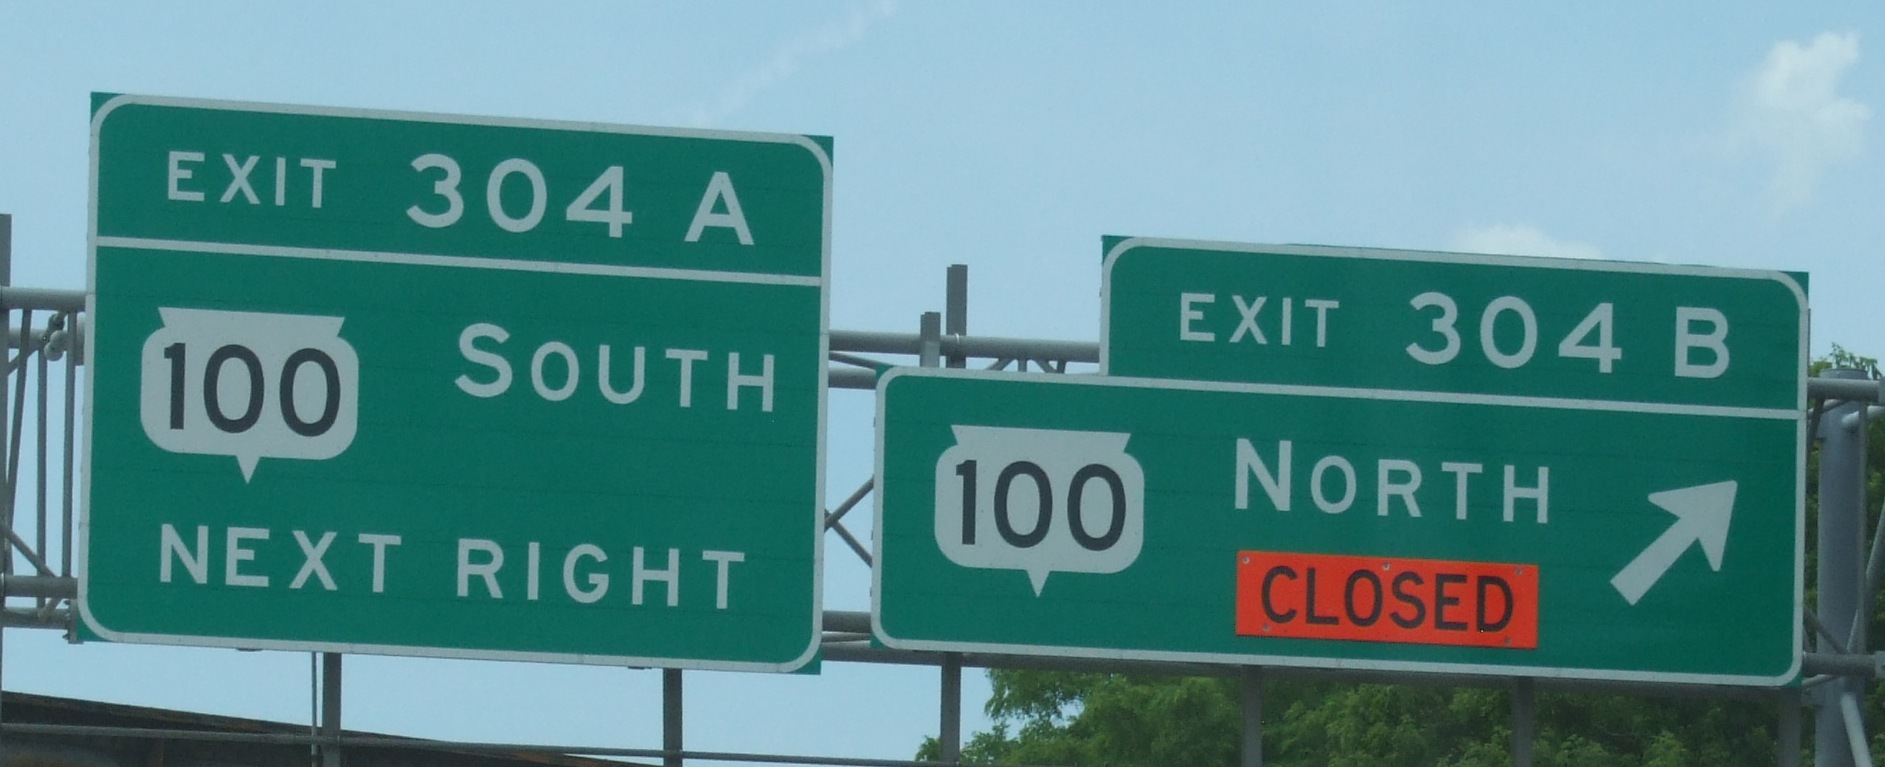 EXIT 304 A
100 SOUTH
NEXT RIGHT
EXIT 304 B
100 NORTH
CLOSED